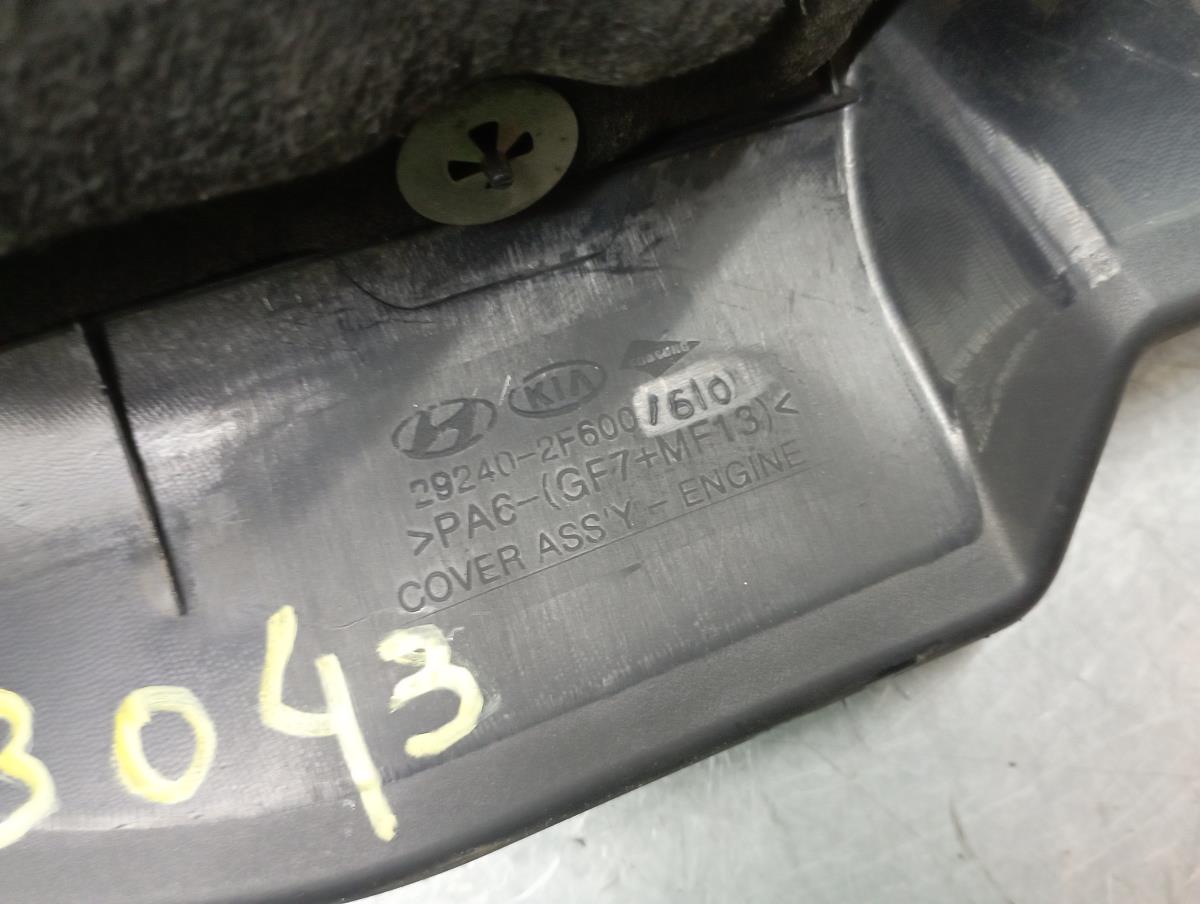 KIA
29240-2F600/610
>PA6-(GF7+MF13)<
COVER ASS'Y - ENGINE
3043